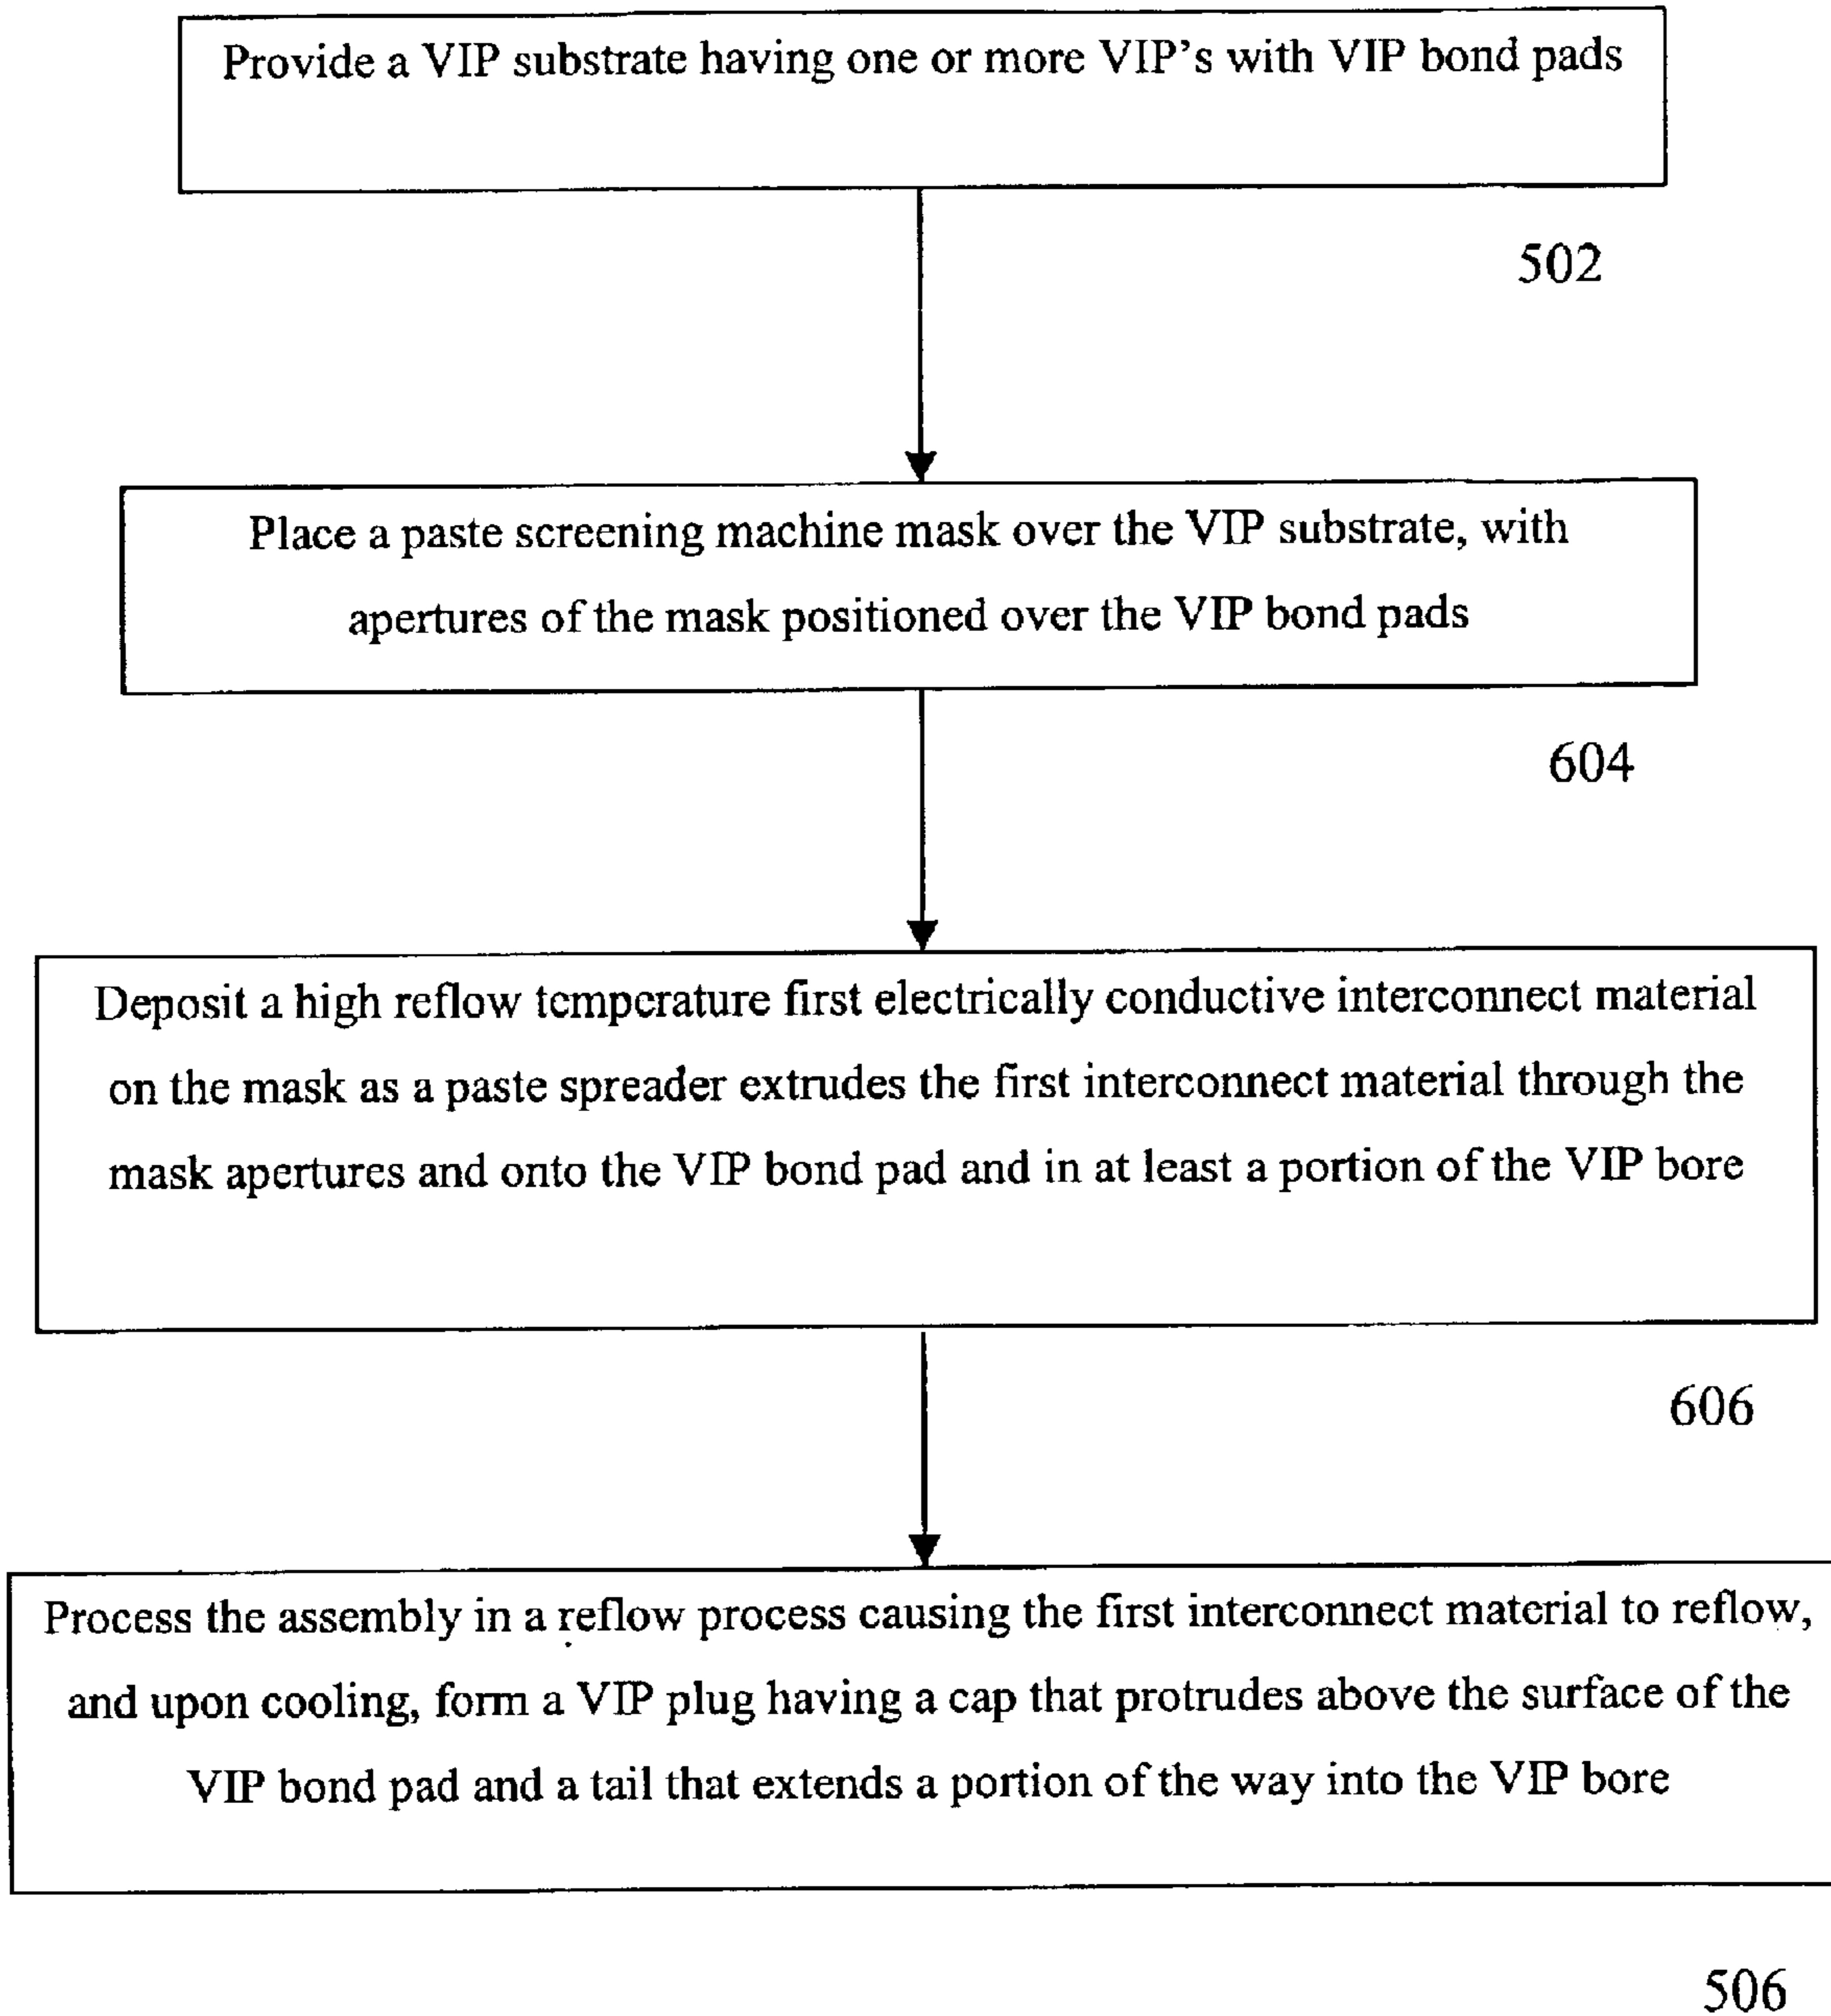 Provide a VIP substrate having one or more VIP's with VIP bond pads
502
Place a paste screening machine mask over the VIP substrate, with
apertures of the mask positioned over the VIP bond pads
604
Deposit a high reflow temperature first electrically conductive interconnect material
on the mask as a paste spreader extrudes the first interconnect material through the
mask apertures and onto the VIP bond pad and in at least a portion of the VIP bore
606
Process the assembly in a reflow process causing the first interconnect material to reflow,
and upon cooling, form a VIP plug having a cap that protrudes above the surface of the
VIP bond pad and a tail that extends a portion of the way into the VIP bore
506